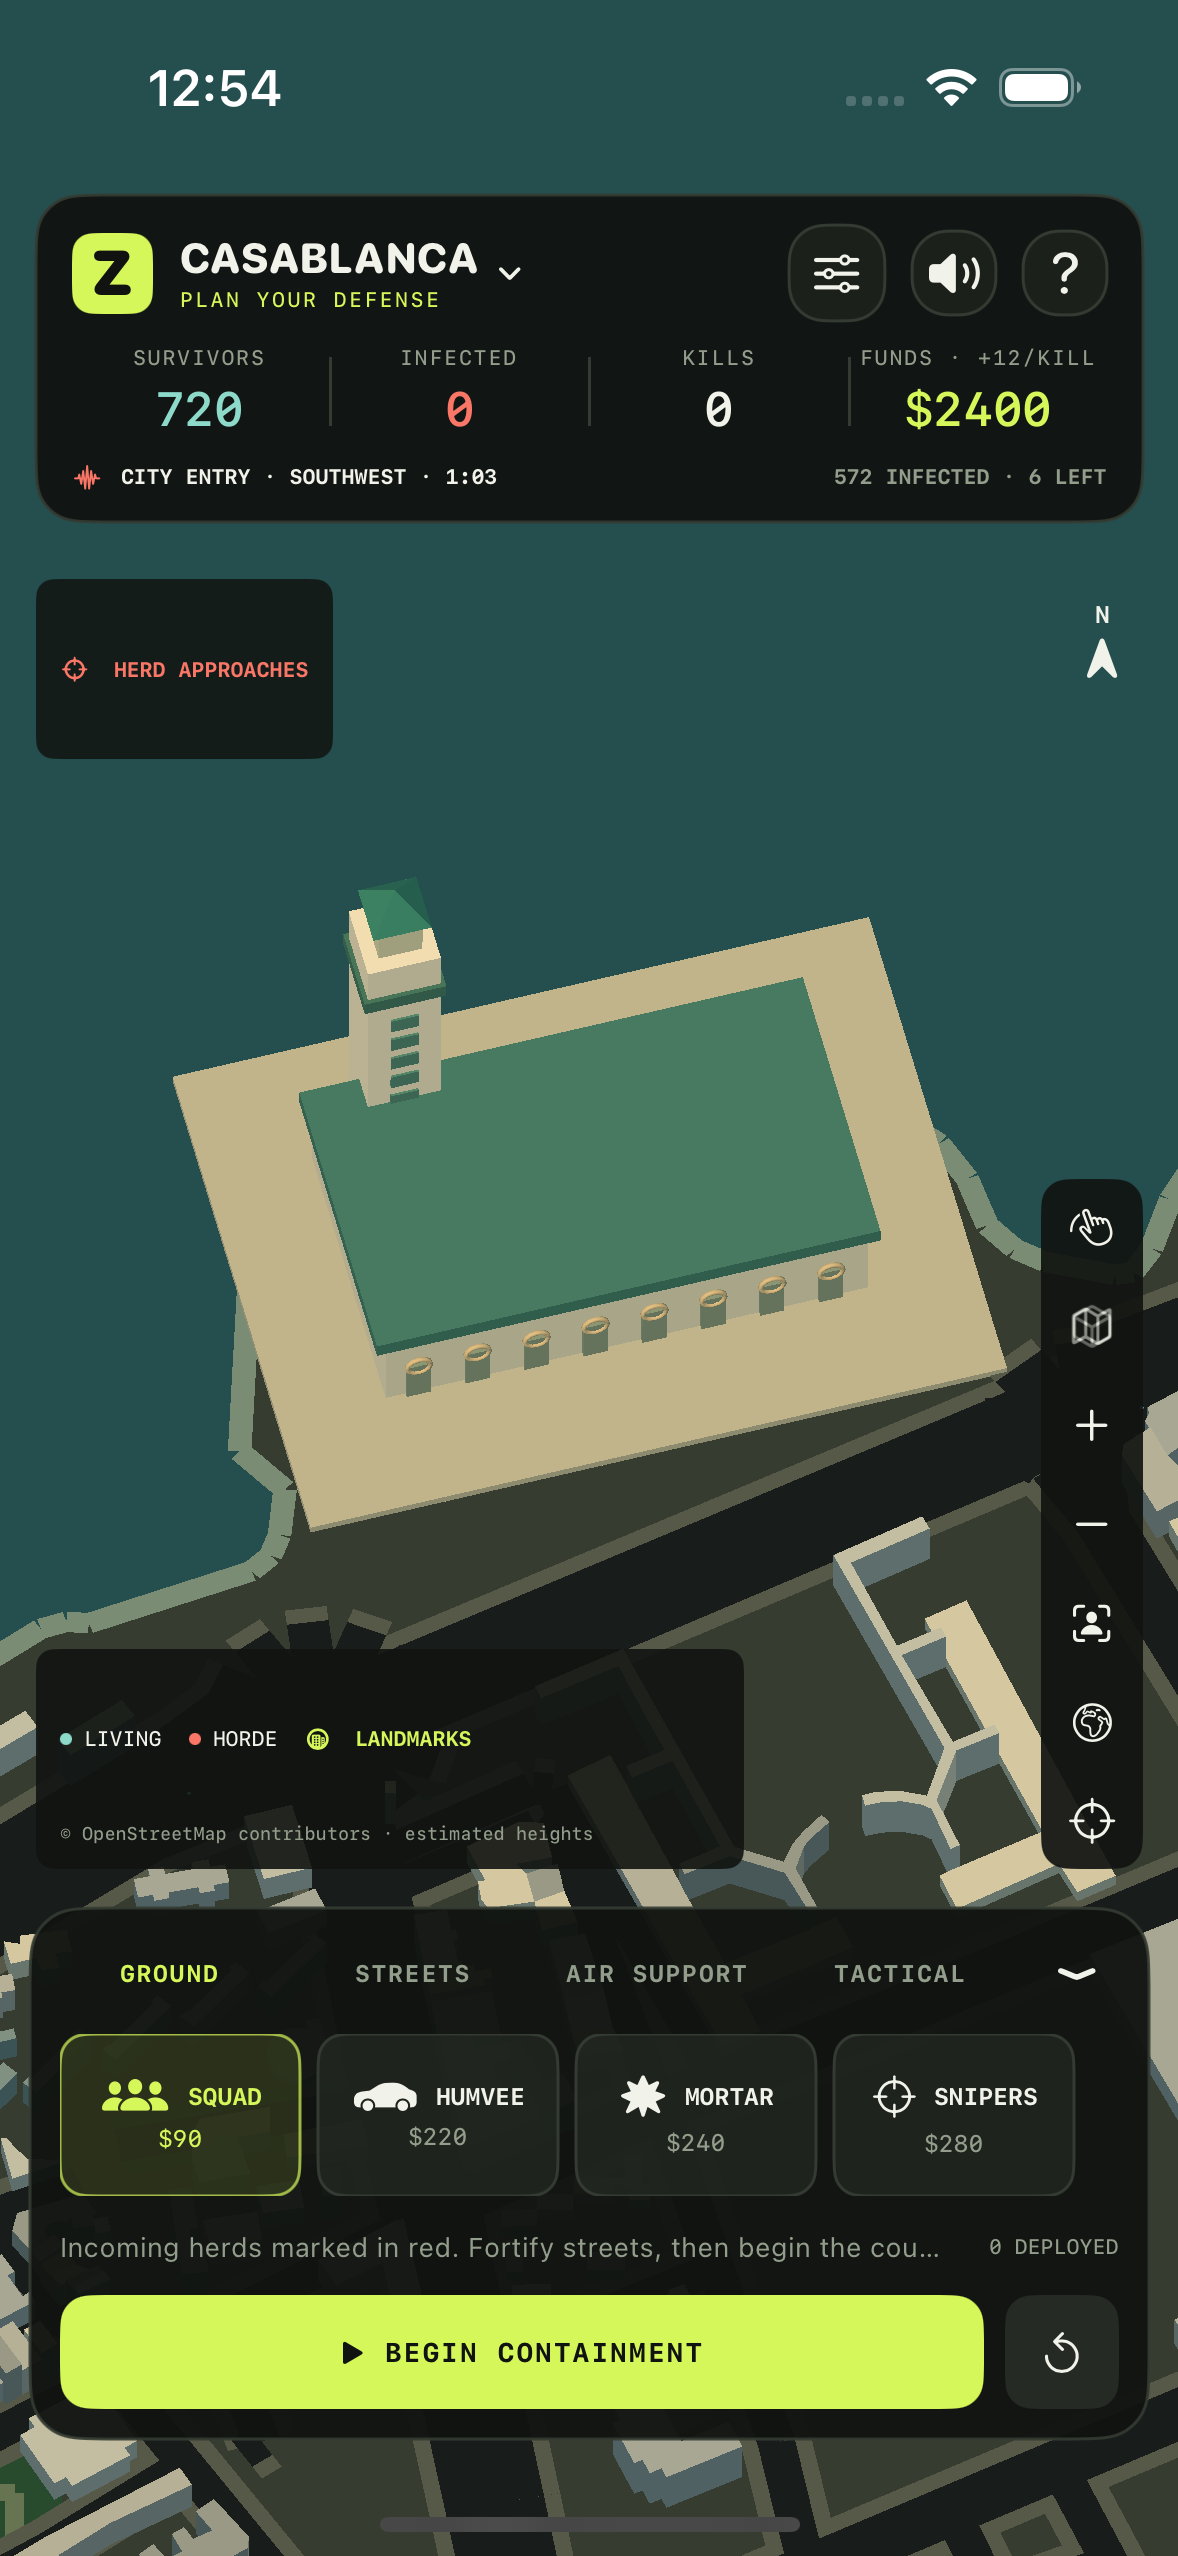 12:54
Z
CASABLANCA
PLAN YOUR DEFENSE
?
SURVIVORS
720
INFECTED
0
KILLS
0
FUNDS · +12/KILL
$2400
CITY ENTRY · SOUTHWEST · 1:03
572 INFECTED · 6 LEFT
HERD APPROACHES
N
LIVING
HORDE
LANDMARKS
© OpenStreetMap contributors · estimated heights
GROUND
STREETS
AIR SUPPORT
TACTICAL
SQUAD
$90
HUMVEE
$220
MORTAR
$240
SNIPERS
$280
Incoming herds marked in red. Fortify streets, then begin the cou...
0 DEPLOYED
BEGIN CONTAINMENT